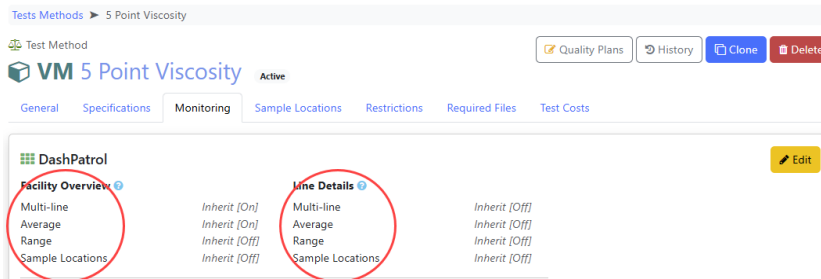 Tests Methods ➤ 5 Point Viscosity
Test Method
VM 5 Point Viscosity Active
Quality Plans History Clone Delete
General Specifications Monitoring Sample Locations Restrictions Required Files Test Costs
DashPatrol
Edit
Facility Overview ? Line Details ?
Multi-line Inherit [On] Multi-line Inherit [Off]
Average Inherit [On] Average Inherit [Off]
Range Inherit [Off] Range Inherit [Off]
Sample Locations Inherit [Off] Sample Locations Inherit [Off]